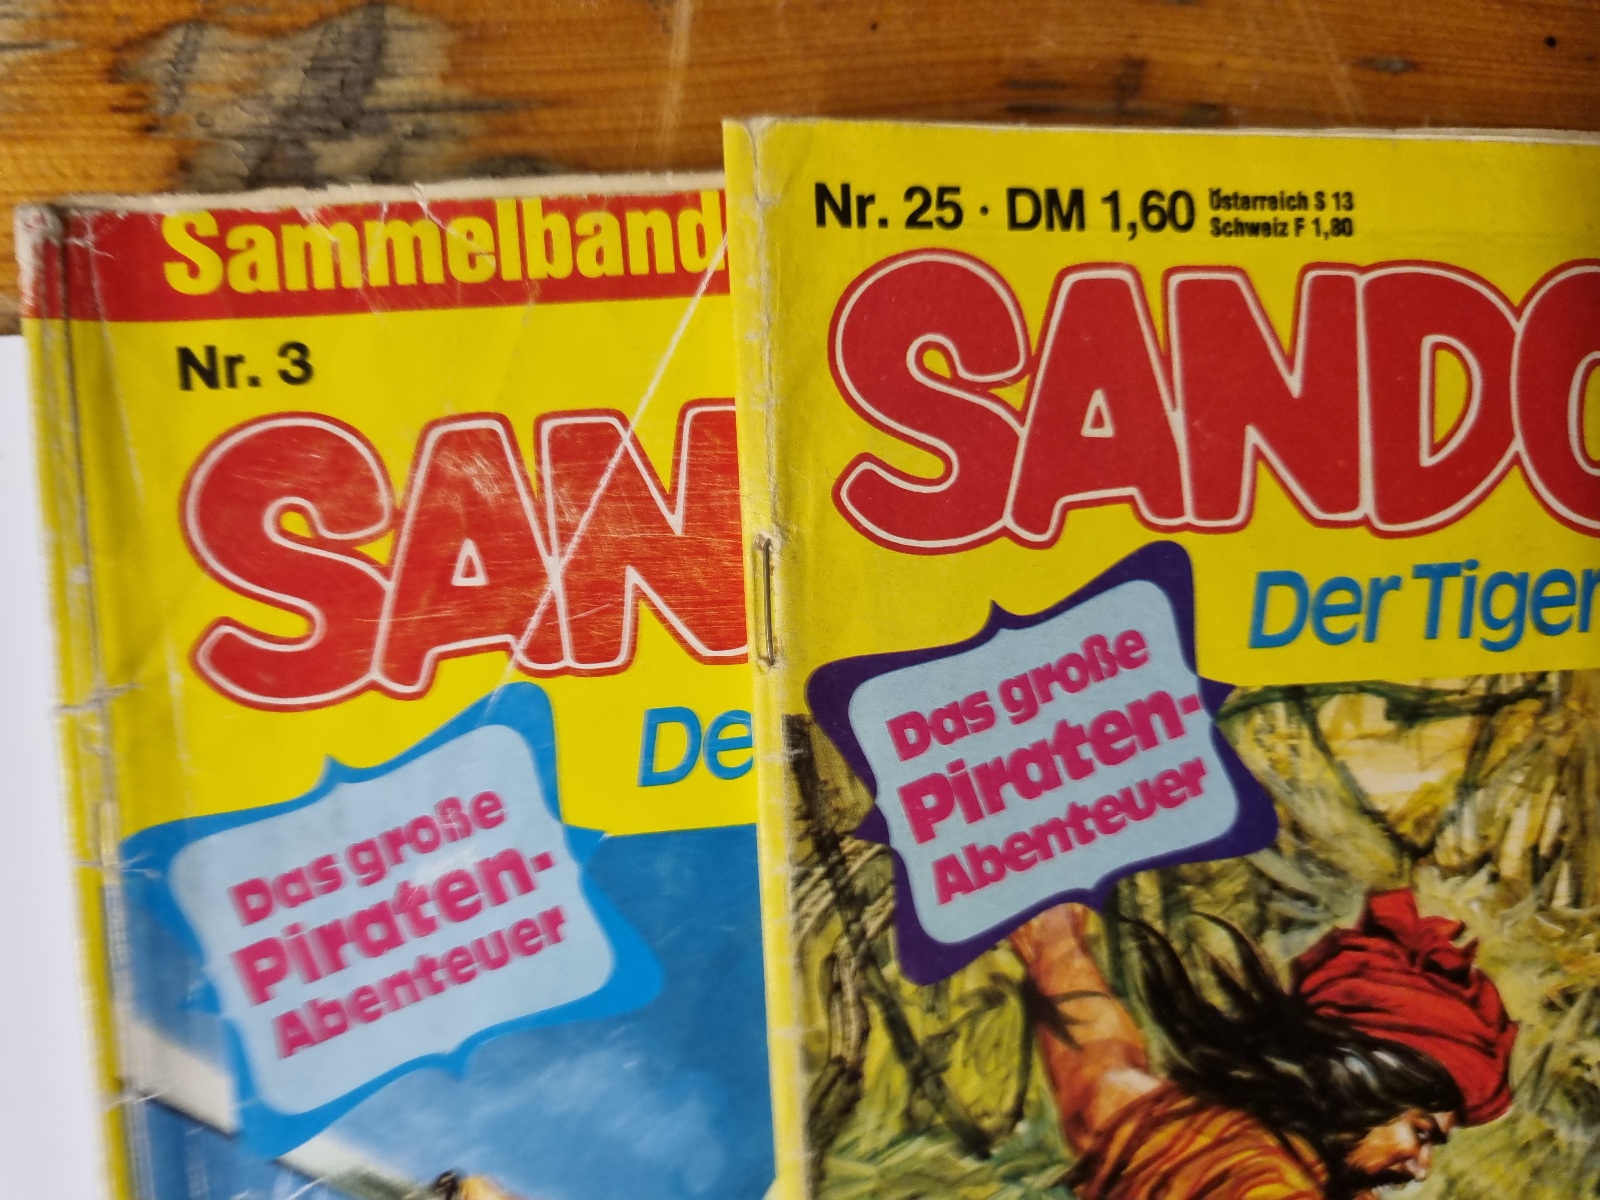 Sammelband
Nr. 3
SAN
De
Das große
Piraten-
Abenteuer
Nr. 25 · DM 1,60
Österreich S 13
Schweiz F 1,80
SANDO
Der Tiger
Das große
Piraten-
Abenteuer